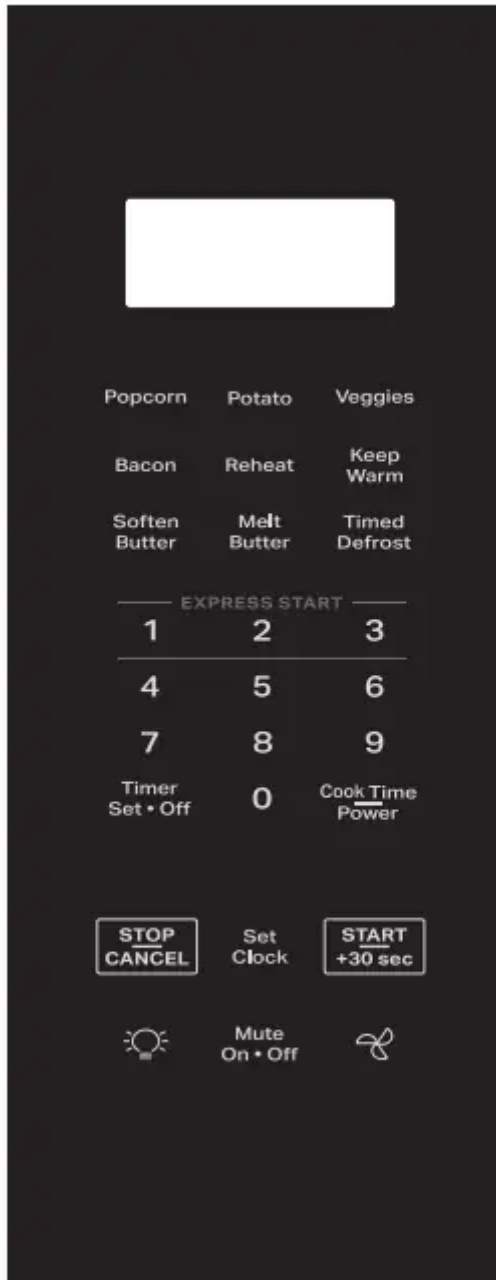 Popcorn Potato Veggies
Bacon Reheat Keep Warm
Soften Butter Melt Butter Timed Defrost
EXPRESS START
1 2 3
4 5 6
7 8 9
Timer Set • Off 0 Cook Time Power
STOP CANCEL Set Clock START +30 sec
Mute On • Off